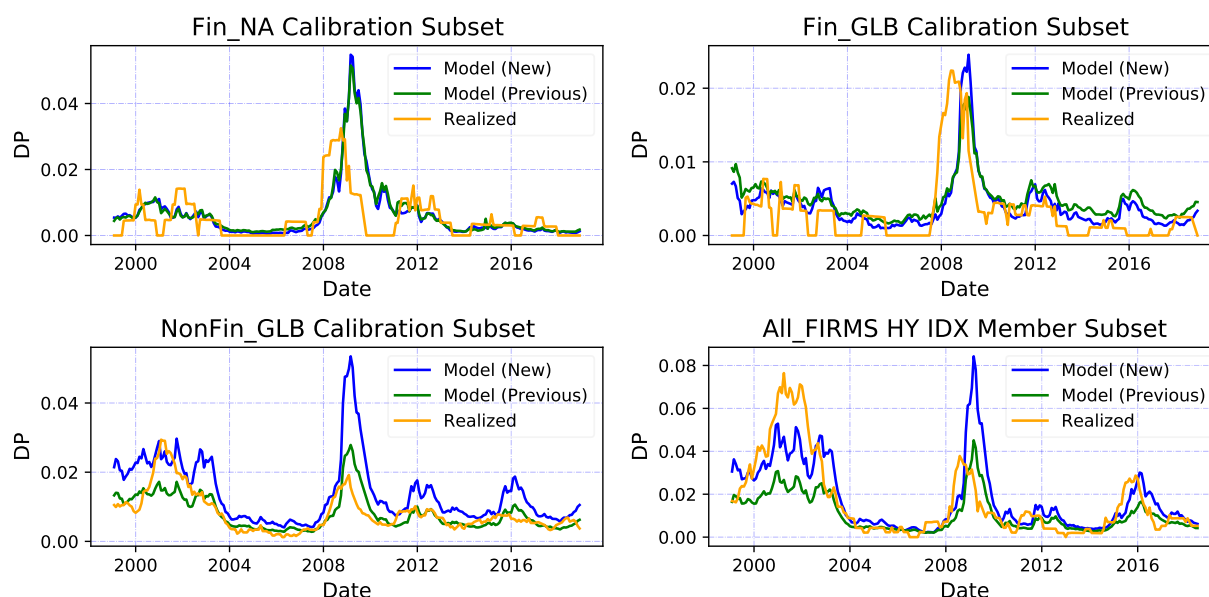 Fin_NA Calibration Subset
DP
0.04
0.02
0.00
Model (New)
Model (Previous)
Realized
2000 2004 2008 2012 2016
Date
Fin_GLB Calibration Subset
DP
0.02
0.01
0.00
Model (New)
Model (Previous)
Realized
2000 2004 2008 2012 2016
Date
NonFin_GLB Calibration Subset
DP
0.04
0.02
0.00
Model (New)
Model (Previous)
Realized
2000 2004 2008 2012 2016
Date
All_FIRMS HY IDX Member Subset
DP
0.08
0.06
0.04
0.02
0.00
Model (New)
Model (Previous)
Realized
2000 2004 2008 2012 2016
Date